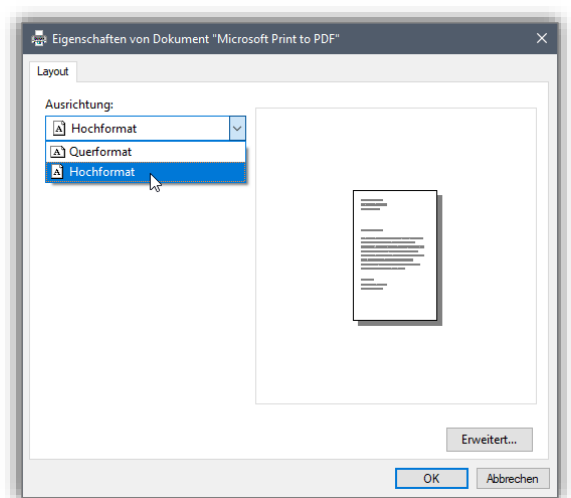 Eigenschaften von Dokument "Microsoft Print to PDF"
Layout
Ausrichtung:
Hochformat
Querformat
Hochformat
Erweitert...
OK Abbrechen